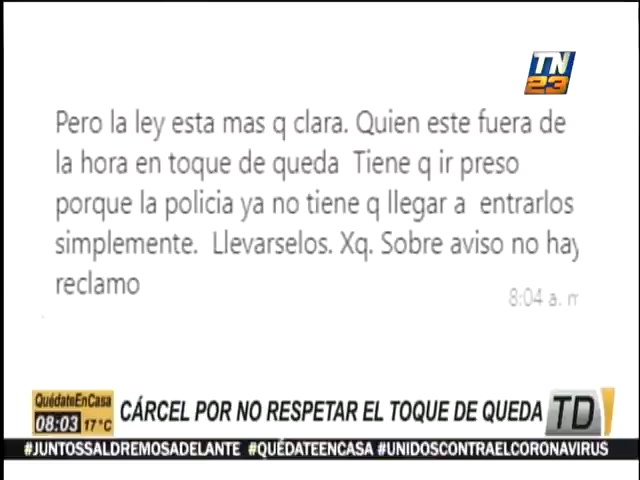 TN
23
Pero la ley esta mas q clara. Quien este fuera de
la hora en toque de queda Tiene q ir preso
porque la policia ya no tiene q llegar a entrarlos
simplemente. Llevarselos. Xq. Sobre aviso no hay
reclamo
8:04 a. m
QuédateEnCasa
08:03 17°C
CÁRCEL POR NO RESPETAR EL TOQUE DE QUEDA
TD
#JUNTOSSALDREMOSADELANTE #QUÉDATEENCASA #UNIDOSCONTRAELCORONAVIRUS